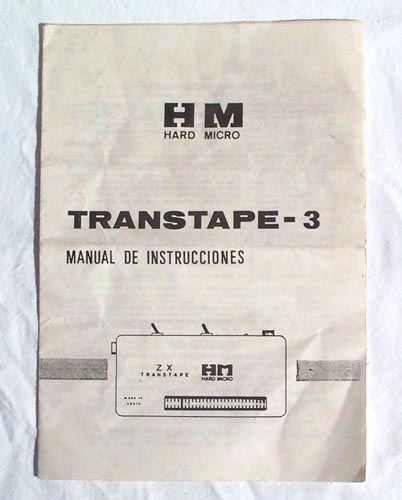 HM
HARD MICRO
TRANSTAPE-3
MANUAL DE INSTRUCCIONES
ZX
TRANSTAPE
HM
HARD MICRO
MADE IN
SPAIN